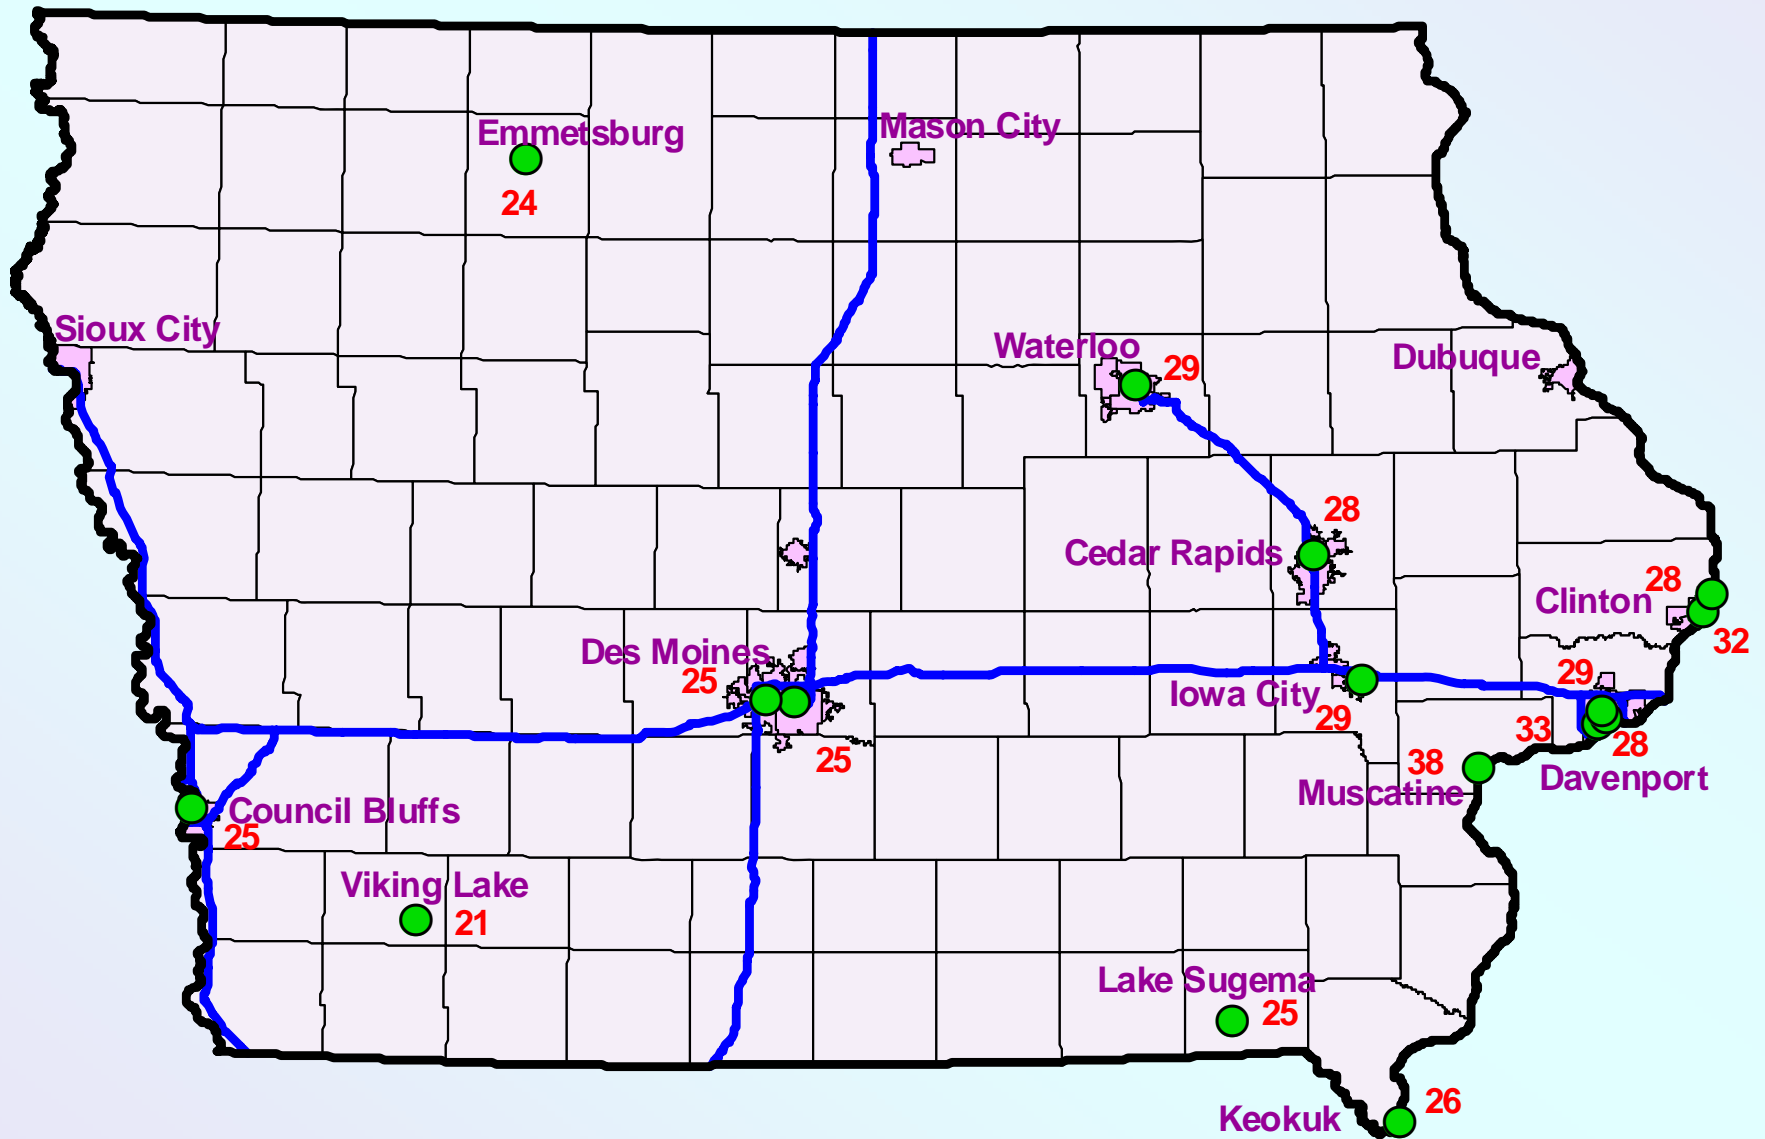 Emmetsburg
24
Mason City
Sioux City
Waterloo
29
Dubuque
28
Cedar Rapids
Clinton
28
32
Des Moines
25
25
Iowa City
29
29
33
28
Davenport
38
Muscatine
Council Bluffs
25
Viking Lake
21
Lake Sugema
25
Keokuk
26